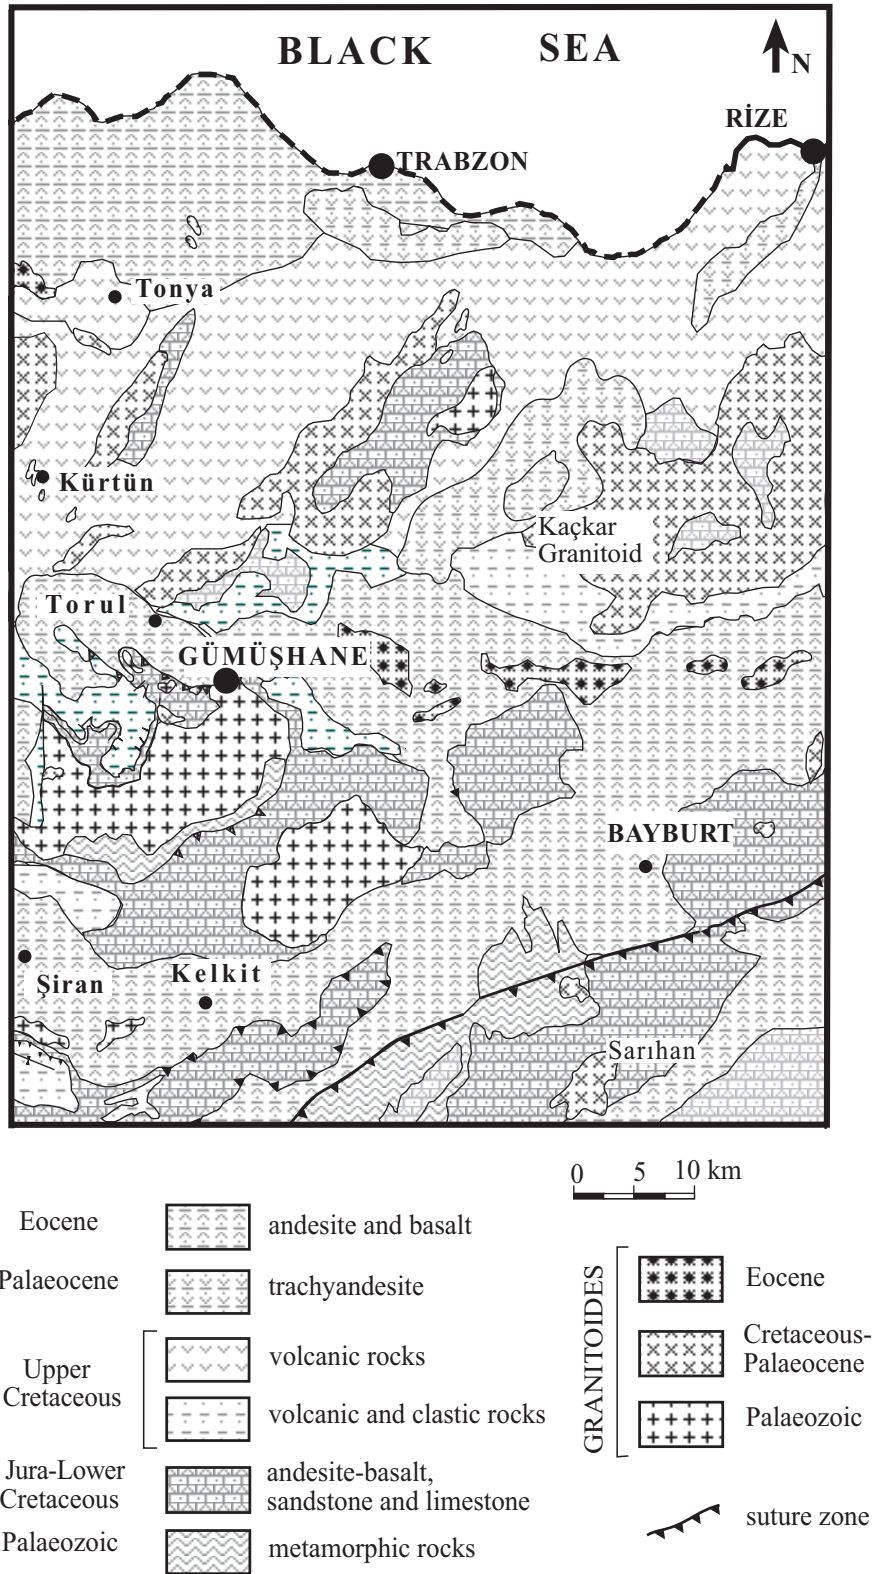 BLACK SEA
N
RİZE
TRABZON
Tonya
Kürtün
Kaçkar
Granitoid
Torul
GÜMÜŞHANE
BAYBURT
Şiran
Kelkit
Sarıhan
0 5 10 km
Eocene
andesite and basalt
Palaeocene
trachyandesite
Upper
Cretaceous
volcanic rocks
volcanic and clastic rocks
Jura-Lower
Cretaceous
andesite-basalt,
sandstone and limestone
Palaeozoic
metamorphic rocks
GRANITOIDES
Eocene
Cretaceous-
Palaeocene
Palaeozoic
suture zone